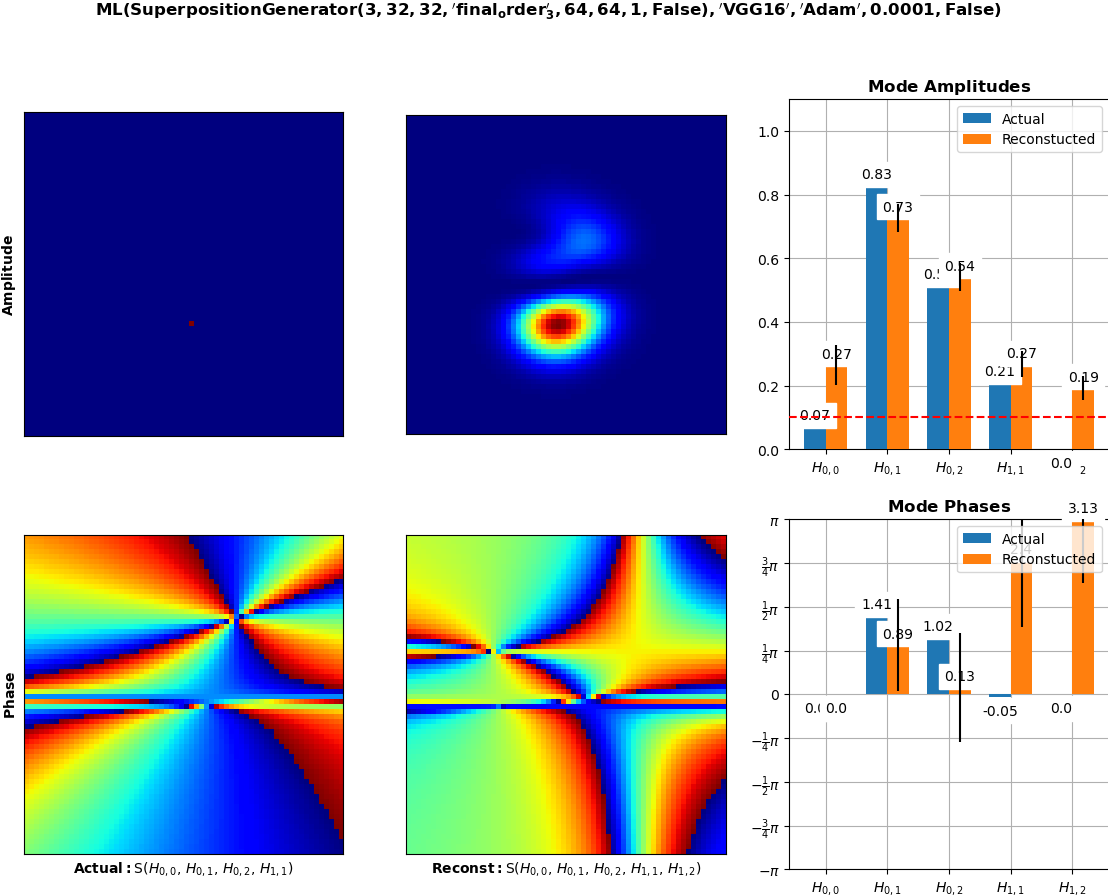 ML(SuperpositionGenerator(3, 32, 32, ′final_order_3′, 64, 64, 1, False), ′VGG16′, ′Adam′, 0.0001, False)
Mode Amplitudes
Amplitude
Actual
Reconstucted
1.0
0.8
0.6
0.4
0.2
0.0
0.07
0.27
0.83
0.73
0.54
0.21
0.27
0.0
0.19
H0,0
H0,1
H0,2
H1,1
2
Mode Phases
Phase
Actual
Reconstucted
π
3/4π
1/2π
1/4π
0
−1/4π
−1/2π
−3/4π
−π
0.0
1.41
0.89
1.02
0.13
-0.05
0.0
3.13
H0,0
H0,1
H0,2
H1,1
H1,2
Actual: S(H0,0, H0,1, H0,2, H1,1)
Reconst: S(H0,0, H0,1, H0,2, H1,1, H1,2)